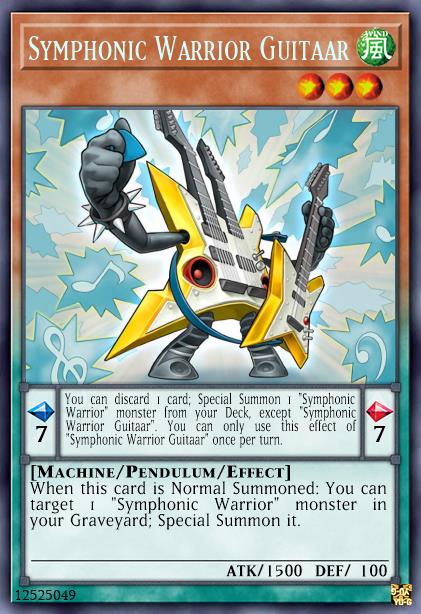 SYMPHONIC WARRIOR GUITAAR
WIND
風
You can discard 1 card; Special Summon 1 "Symphonic
Warrior" monster from your Deck, except "Symphonic
Warrior Guitaar". You can only use this effect of
"Symphonic Warrior Guitaar" once per turn.
7
7
[MACHINE/PENDULUM/EFFECT]
When this card is Normal Summoned: You can
target 1 "Symphonic Warrior" monster in
your Graveyard; Special Summon it.
ATK/1500 DEF/ 100
12525049